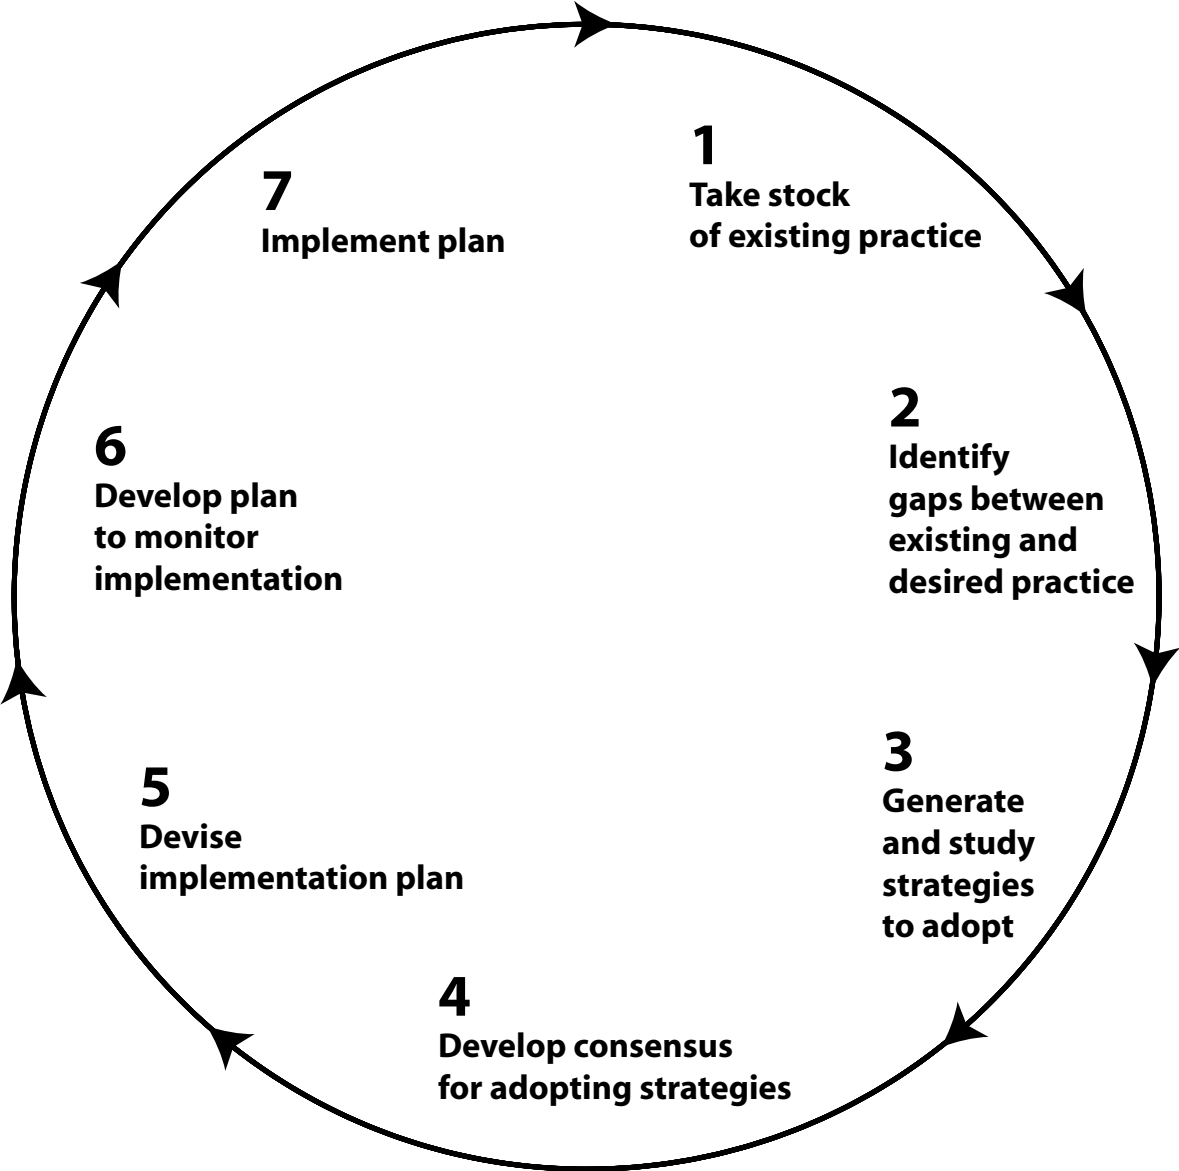 1
Take stock
of existing practice
2
Identify
gaps between
existing and
desired practice
3
Generate
and study
strategies
to adopt
4
Develop consensus
for adopting strategies
5
Devise
implementation plan
6
Develop plan
to monitor
implementation
7
Implement plan